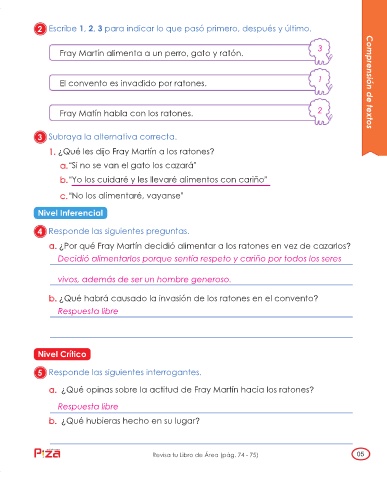 2 Escribe 1, 2, 3 para indicar lo que pasó primero, después y último.
Fray Martín alimenta a un perro, gato y ratón. 3
El convento es invadido por ratones. 1
Fray Matín habla con los ratones. 2
Comprensión de textos
3 Subraya la alternativa correcta.
1. ¿Qué les dijo Fray Martín a los ratones?
a. "Si no se van el gato los cazará"
b. "Yo los cuidaré y les llevaré alimentos con cariño"
c. "No los alimentaré, vayanse"
Nivel Inferencial
4 Responde las siguientes preguntas.
a. ¿Por qué Fray Martín decidió alimentar a los ratones en vez de cazarlos?
Decidió alimentarlos porque sentía respeto y cariño por todos los seres
vivos, además de ser un hombre generoso.
b. ¿Qué habrá causado la invasión de los ratones en el convento?
Respuesta libre
Nivel Crítico
5 Responde las siguientes interrogantes.
a. ¿Qué opinas sobre la actitud de Fray Martín hacía los ratones?
Respuesta libre
b. ¿Qué hubieras hecho en su lugar?
Piza
Revisa tu Libro de Área (pág. 74 - 75)
05